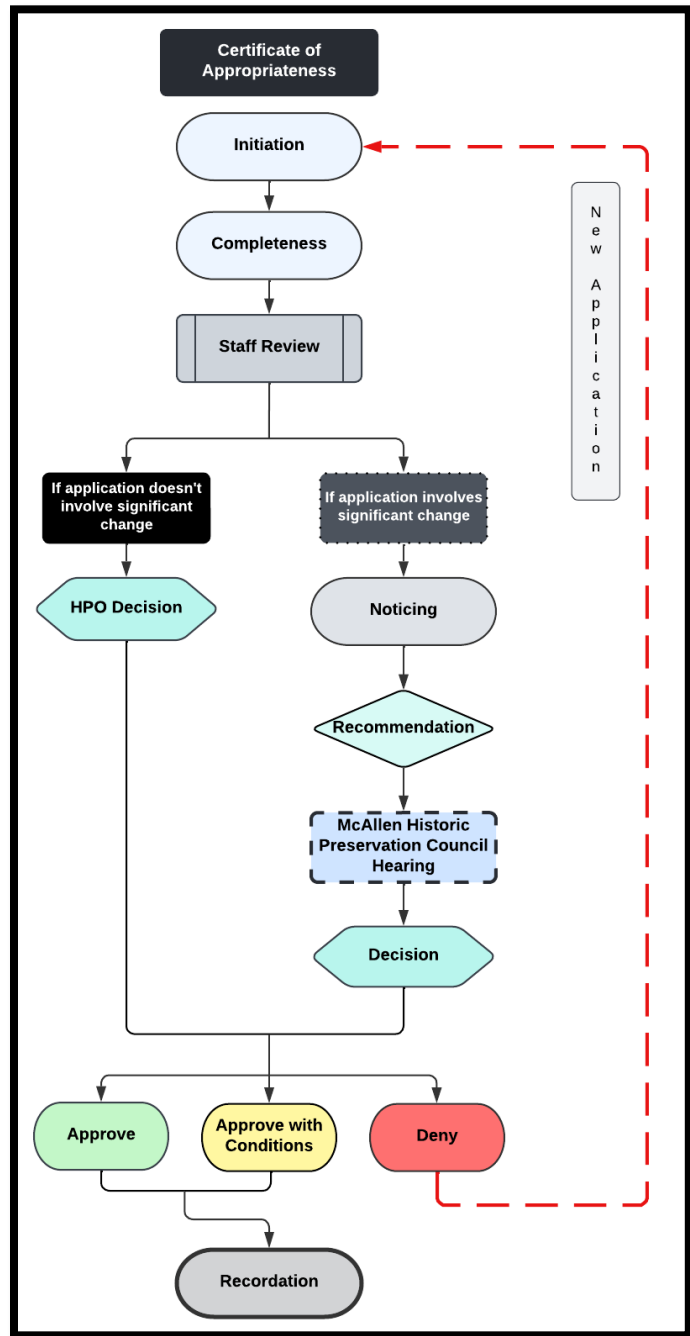 Certificate of
Appropriateness
Initiation
New Application
Completeness
Staff Review
If application doesn't
involve significant
change
If application involves
significant change
HPO Decision
Noticing
Recommendation
McAllen Historic
Preservation Council
Hearing
Decision
Approve
Approve with
Conditions
Deny
Recordation